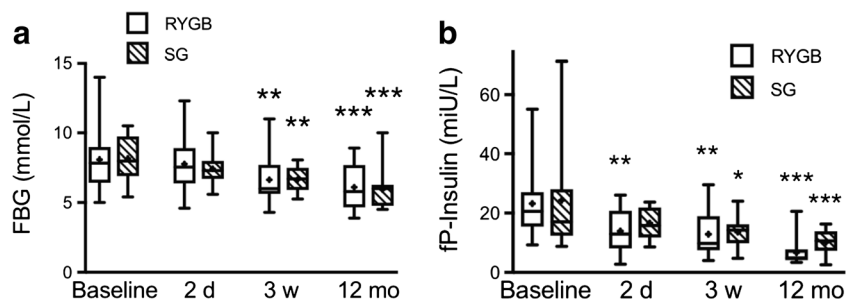 a
RYGB
SG
FBG (mmol/L)
15
10
5
0
**
**
***
***
Baseline 2 d 3 w 12 mo
b
RYGB
SG
fP-Insulin (miU/L)
60
40
20
0
**
**
*
***
***
Baseline 2 d 3 w 12 mo